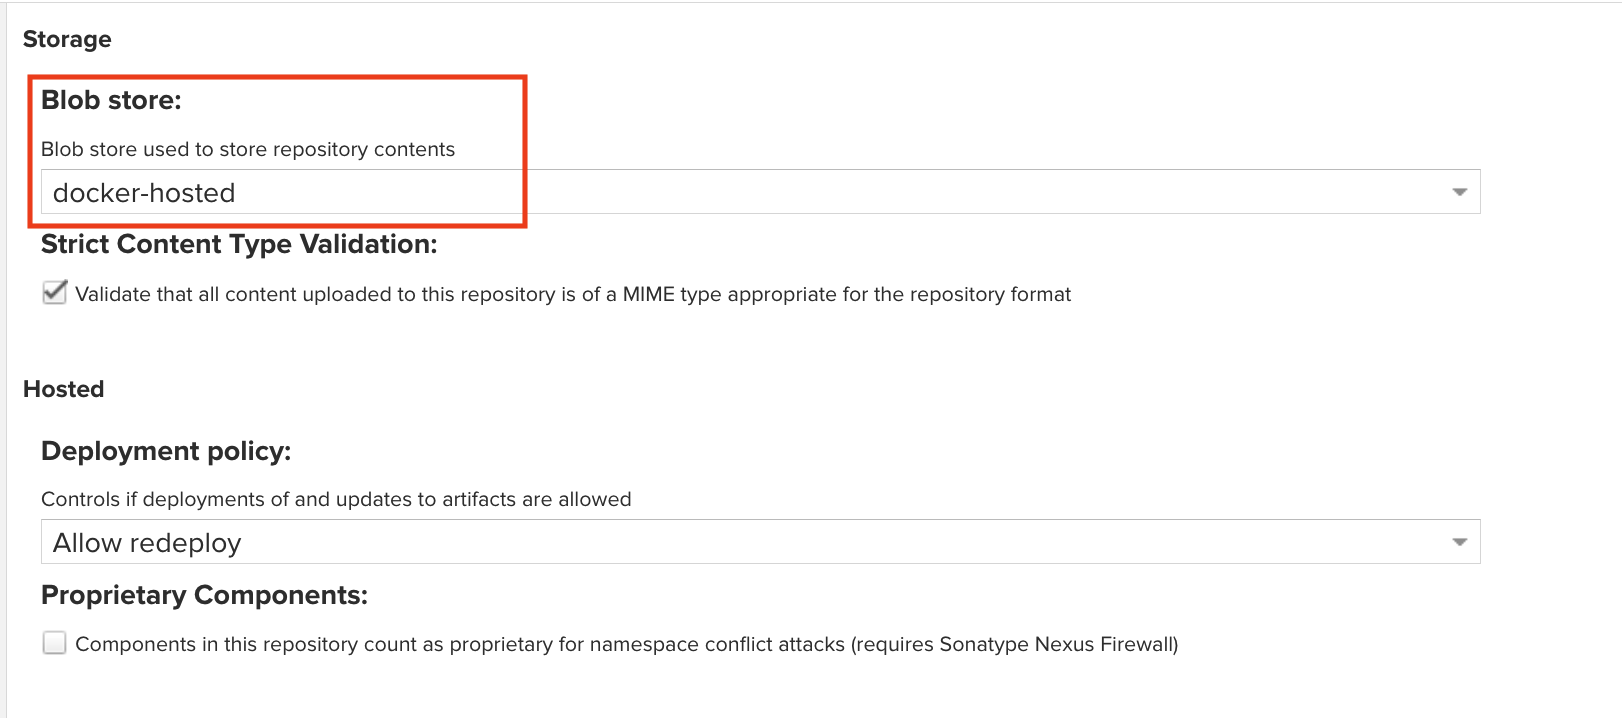 Storage
Blob store:
Blob store used to store repository contents
docker-hosted
Strict Content Type Validation:
Validate that all content uploaded to this repository is of a MIME type appropriate for the repository format
Hosted
Deployment policy:
Controls if deployments of and updates to artifacts are allowed
Allow redeploy
Proprietary Components:
Components in this repository count as proprietary for namespace conflict attacks (requires Sonatype Nexus Firewall)